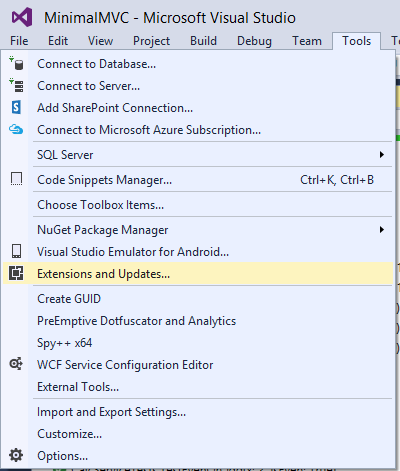 MinimalMVC - Microsoft Visual Studio
File Edit View Project Build Debug Team Tools
Connect to Database...
Connect to Server...
Add SharePoint Connection...
Connect to Microsoft Azure Subscription...
SQL Server
Code Snippets Manager... Ctrl+K, Ctrl+B
Choose Toolbox Items...
NuGet Package Manager
Visual Studio Emulator for Android...
Extensions and Updates...
Create GUID
PreEmptive Dotfuscator and Analytics
Spy++ x64
WCF Service Configuration Editor
External Tools...
Import and Export Settings...
Customize...
Options...